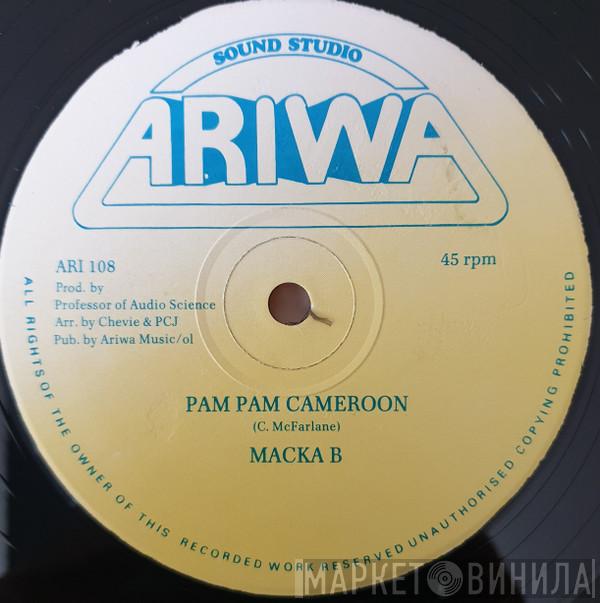 SOUND STUDIO
ARIWA
ARI 108
45 rpm
Prod. by
Professor of Audio Science
Arr. by Chevie & PCJ
Pub. by Ariwa Music/ol
PAM PAM CAMEROON
(C. McFarlane)
MACKA B
ALL RIGHTS OF THE OWNER OF THIS RECORDED WORK RESERVED UNAUTHORISED COPYING PROHIBITED
МАРКЕТ ВИНИЛА!